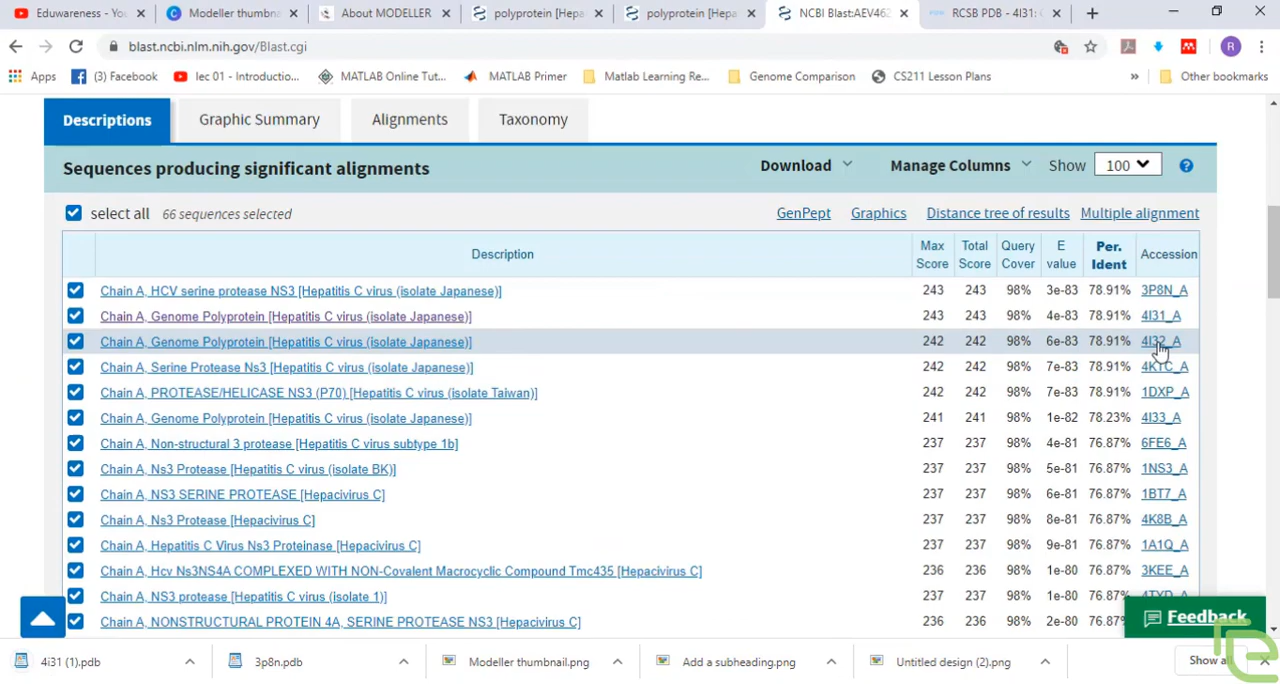 Eduwareness - You
Modeller thumbn
About MODELLER
polyprotein [Hepa
polyprotein [Hepa
NCBI Blast:AEV462
RCSB PDB - 4I31:
blast.ncbi.nlm.nih.gov/Blast.cgi
R
Apps (3) Facebook lec 01 - Introductio... MATLAB Online Tut... MATLAB Primer Matlab Learning Re... Genome Comparison CS211 Lesson Plans » Other bookmarks
Descriptions Graphic Summary Alignments Taxonomy
Sequences producing significant alignments Download Manage Columns Show 100 ?
select all 66 sequences selected GenPept Graphics Distance tree of results Multiple alignment
Description Max Score Total Score Query Cover E value Per. Ident Accession
Chain A, HCV serine protease NS3 [Hepatitis C virus (isolate Japanese)] 243 243 98% 3e-83 78.91% 3P8N_A
Chain A, Genome Polyprotein [Hepatitis C virus (isolate Japanese)] 243 243 98% 4e-83 78.91% 4I31_A
Chain A, Genome Polyprotein [Hepatitis C virus (isolate Japanese)] 242 242 98% 6e-83 78.91% 4I32_A
Chain A, Serine Protease Ns3 [Hepatitis C virus (isolate Japanese)] 242 242 98% 7e-83 78.91% 4KTC_A
Chain A, PROTEASE/HELICASE NS3 (P70) [Hepatitis C virus (isolate Taiwan)] 242 242 98% 7e-83 78.91% 1DXP_A
Chain A, Genome Polyprotein [Hepatitis C virus (isolate Japanese)] 241 241 98% 1e-82 78.23% 4I33_A
Chain A, Non-structural 3 protease [Hepatitis C virus subtype 1b] 237 237 98% 4e-81 76.87% 6FE6_A
Chain A, Ns3 Protease [Hepatitis C virus (isolate BK)] 237 237 98% 5e-81 76.87% 1NS3_A
Chain A, NS3 SERINE PROTEASE [Hepacivirus C] 237 237 98% 6e-81 76.87% 1BT7_A
Chain A, Ns3 Protease [Hepacivirus C] 237 237 98% 8e-81 76.87% 4K8B_A
Chain A, Hepatitis C Virus Ns3 Proteinase [Hepacivirus C] 237 237 98% 9e-81 76.87% 1A1Q_A
Chain A, Hcv Ns3NS4A COMPLEXED WITH NON-Covalent Macrocyclic Compound Tmc435 [Hepacivirus C] 236 236 98% 1e-80 76.87% 3KEE_A
Chain A, NS3 protease [Hepatitis C virus (isolate 1)] 236 236 98% 1e-80 76.87%
Chain A, NONSTRUCTURAL PROTEIN 4A, SERINE PROTEASE NS3 [Hepacivirus C] 236 236 98% 2e-80 76.87%
Feedback
4i31 (1).pdb 3p8n.pdb Modeller thumbnail.png Add a subheading.png Untitled design (2).png Show all